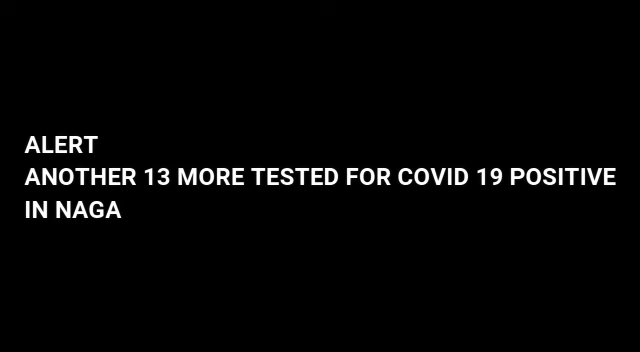 ALERT
ANOTHER 13 MORE TESTED FOR COVID 19 POSITIVE
IN NAGA